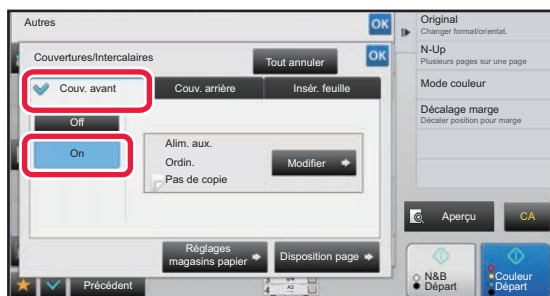 Autres
OK
Couvertures/Intercalaires
Tout annuler
OK
Couv. avant
Couv. arrière
Insér. feuille
Off
On
Alim. aux.
Ordin.
Pas de copie
Modifier
Réglages
magasins papier
Disposition page
Précédent
Original
Changer format/orientat.
N-Up
Plusieurs pages sur une page
Mode couleur
Décalage marge
Décaler position pour marge
Aperçu
CA
N&B
Départ
Couleur
Départ